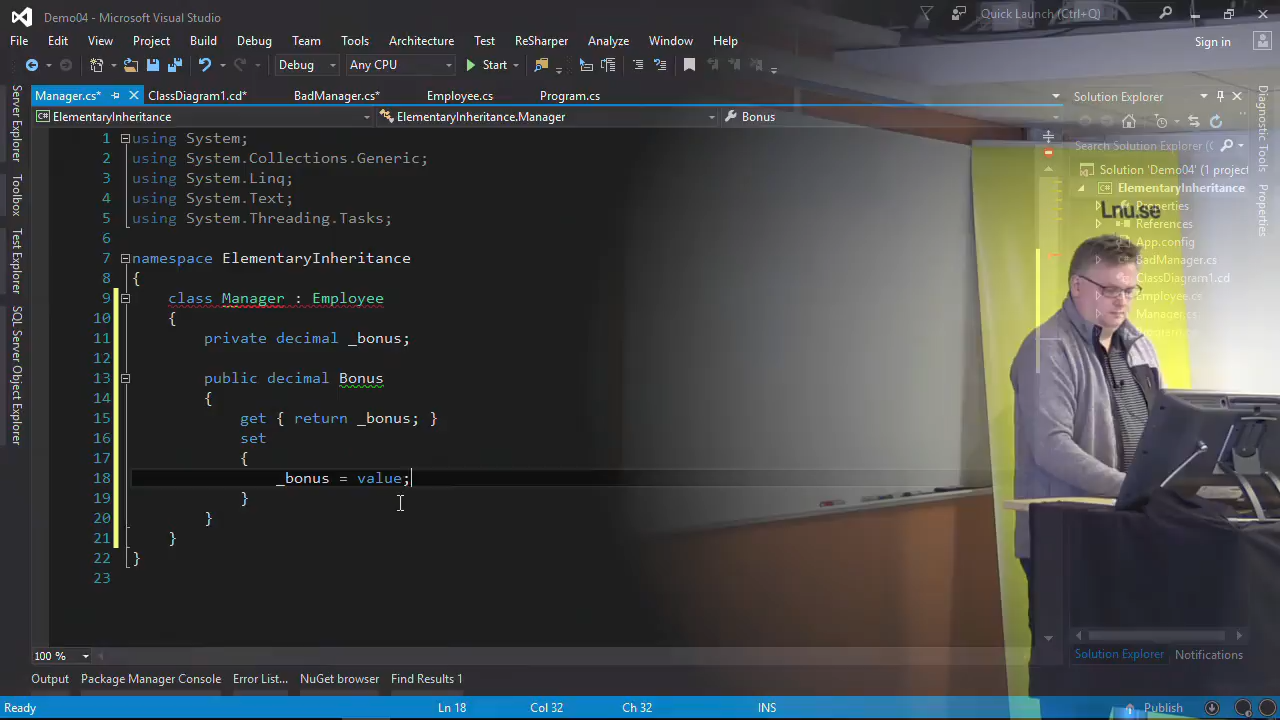 Demo04 - Microsoft Visual Studio
Quick Launch (Ctrl+Q)
File Edit View Project Build Debug Team Tools Architecture Test ReSharper Analyze Window Help
Sign in
Debug Any CPU Start
Manager.cs* ClassDiagram1.cd* BadManager.cs* Employee.cs Program.cs
Solution Explorer
ElementaryInheritance ElementaryInheritance.Manager Bonus
Search Solution Explorer (
Solution 'Demo04' (1 project
ElementaryInheritance
Properties
References
App.config
BadManager.cs
ClassDiagram1.cd
Employee.cs
Manager.cs
Lnu.se
Server Explorer
Toolbox
Test Explorer
SQL Server Object Explorer
Diagnostic Tools
Properties
1 using System;
2 using System.Collections.Generic;
3 using System.Linq;
4 using System.Text;
5 using System.Threading.Tasks;
6
7 namespace ElementaryInheritance
8 {
9 class Manager : Employee
10 {
11 private decimal _bonus;
12
13 public decimal Bonus
14 {
15 get { return _bonus; }
16 set
17 {
18 _bonus = value;
19 }
20 }
21 }
22 }
23
100 %
Solution Explorer Notifications
Output Package Manager Console Error List... NuGet browser Find Results 1
Ready Ln 18 Col 32 Ch 32 INS Publish